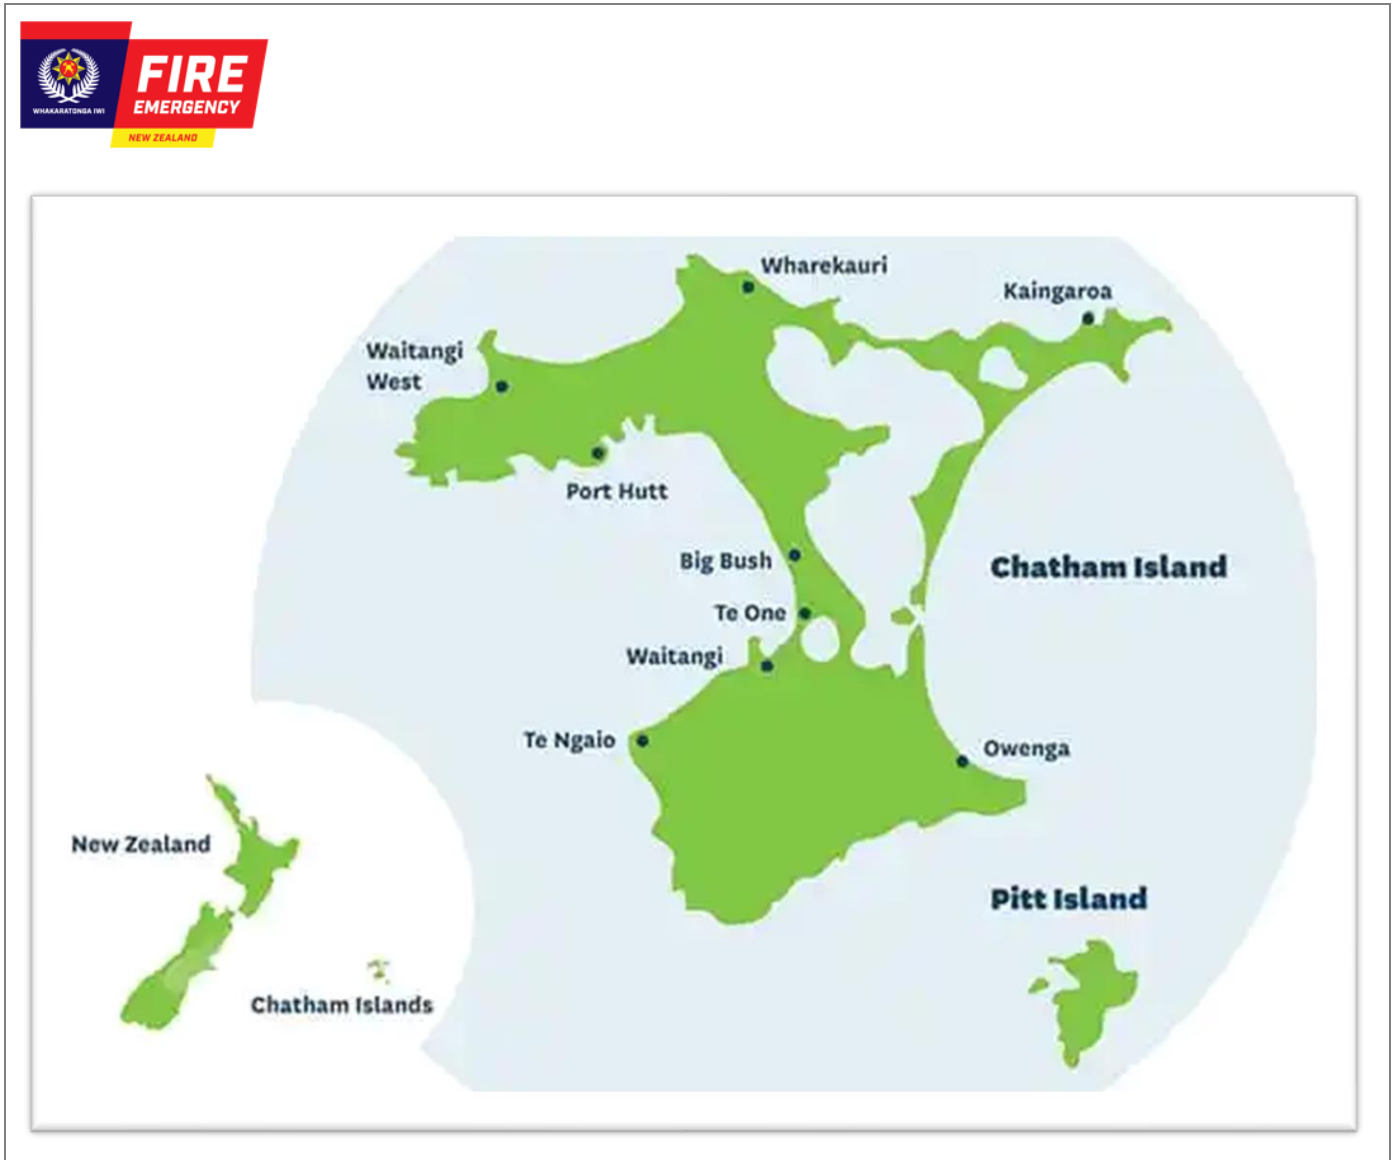 WHAKARATONGA IWI
FIRE
EMERGENCY
NEW ZEALAND
Wharekauri
Kaingaroa
Waitangi
West
Port Hutt
Big Bush
Chatham Island
Te One
Waitangi
Te Ngaio
Owenga
New Zealand
Pitt Island
Chatham Islands